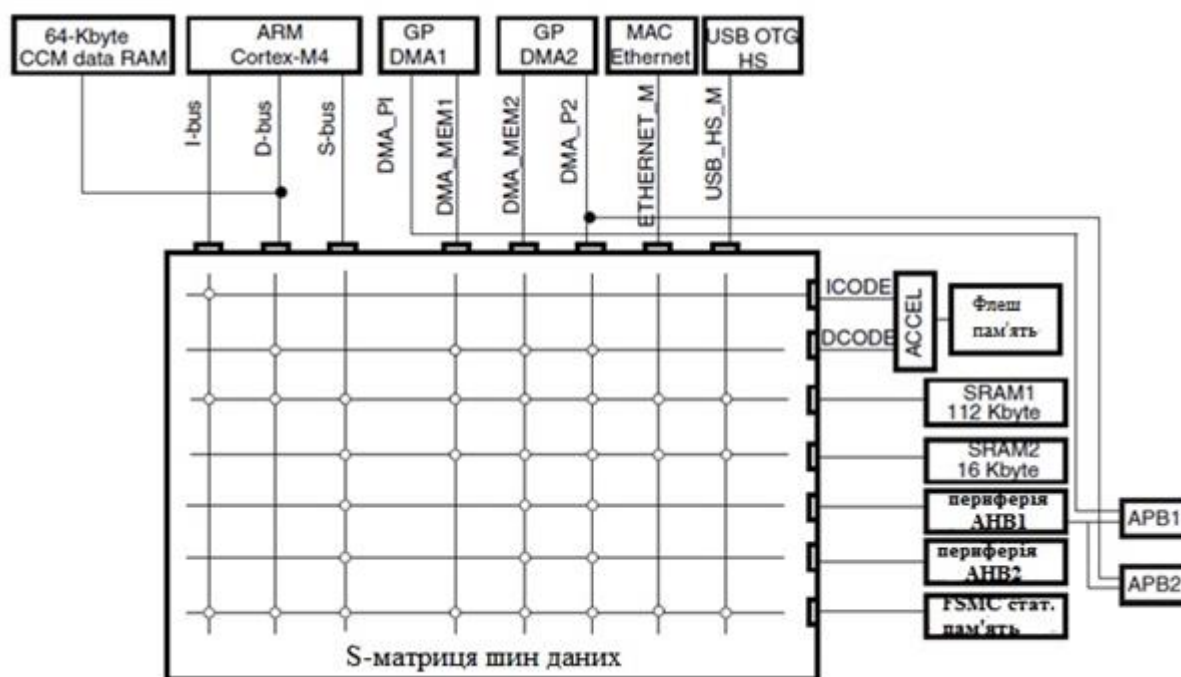 64-Kbyte
CCM data RAM
ARM
Cortex-M4
GP
DMA1
GP
DMA2
MAC
Ethernet
USB OTG
HS
I-bus
D-bus
S-bus
DMA_PI
DMA_MEM1
DMA_MEM2
DMA_P2
ETHERNET_M
USB_HS_M
ICODE
DCODE
ACCEL
Флеш
пам'ять
SRAM1
112 Kbyte
SRAM2
16 Kbyte
периферія
AHB1
периферія
AHB2
FSMC стат.
пам'ять
APB1
APB2
S-матриця шин даних